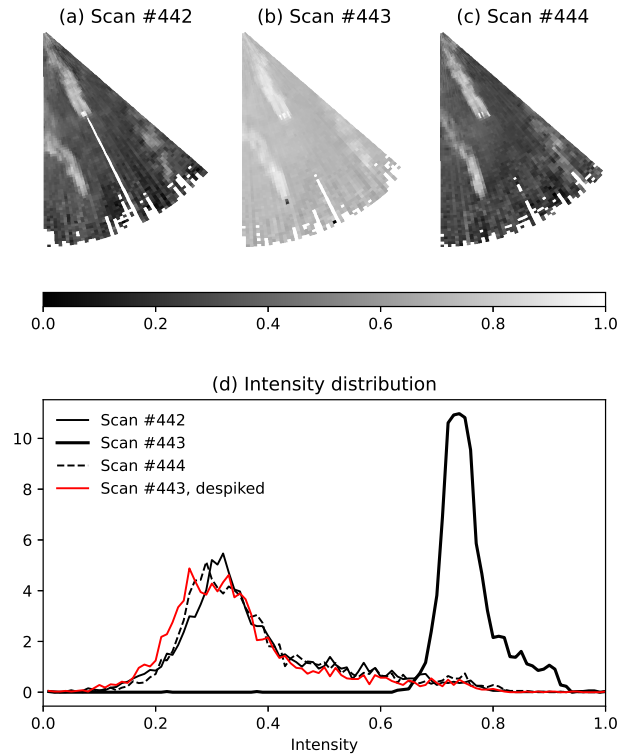 (a) Scan #442 (b) Scan #443 (c) Scan #444
0.0 0.2 0.4 0.6 0.8 1.0
(d) Intensity distribution
Scan #442
Scan #443
Scan #444
Scan #443, despiked
10
8
6
4
2
0
0.0 0.2 0.4 0.6 0.8 1.0
Intensity